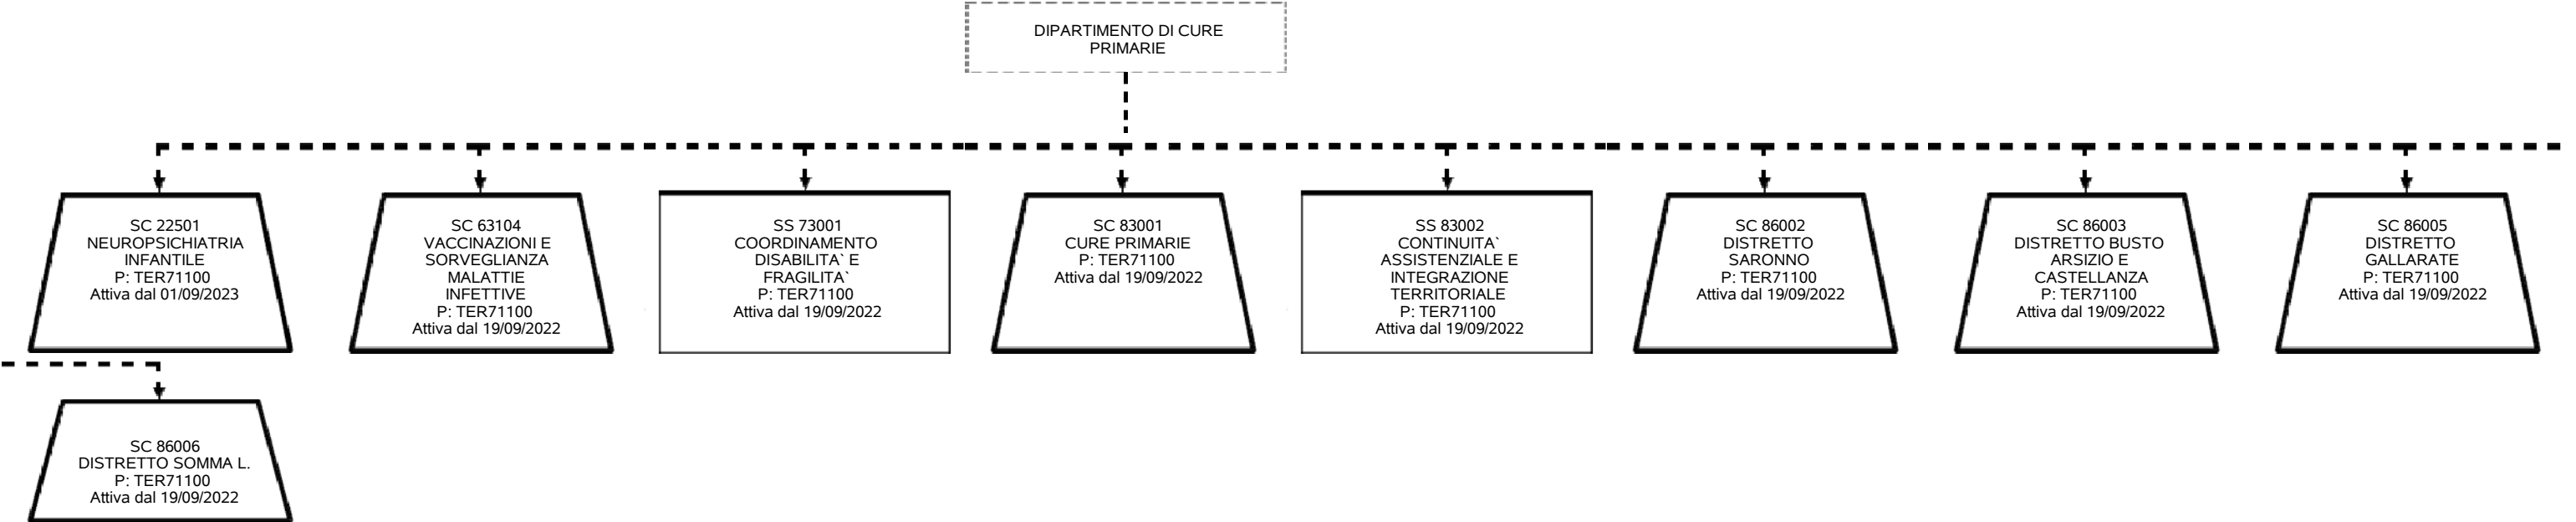 DIPARTIMENTO DI CURE
PRIMARIE
SC 22501
NEUROPSICHIATRIA
INFANTILE
P: TER71100
Attiva dal 01/09/2023
SC 63104
VACCINAZIONI E
SORVEGLIANZA
MALATTIE
INFETTIVE
P: TER71100
Attiva dal 19/09/2022
SS 73001
COORDINAMENTO
DISABILITA` E
FRAGILITA`
P: TER71100
Attiva dal 19/09/2022
SC 83001
CURE PRIMARIE
P: TER71100
Attiva dal 19/09/2022
SS 83002
CONTINUITA`
ASSISTENZIALE E
INTEGRAZIONE
TERRITORIALE
P: TER71100
Attiva dal 19/09/2022
SC 86002
DISTRETTO
SARONNO
P: TER71100
Attiva dal 19/09/2022
SC 86003
DISTRETTO BUSTO
ARSIZIO E
CASTELLANZA
P: TER71100
Attiva dal 19/09/2022
SC 86005
DISTRETTO
GALLARATE
P: TER71100
Attiva dal 19/09/2022
SC 86006
DISTRETTO SOMMA L.
P: TER71100
Attiva dal 19/09/2022